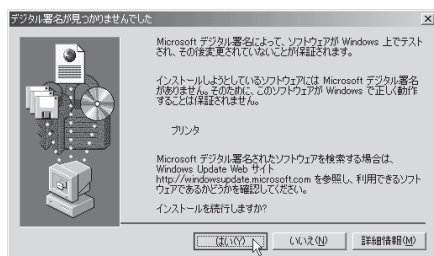 デジタル署名が見つかりませんでした
Microsoft デジタル署名によって、ソフトウェアが Windows 上でテスト
され、その後変更されていないことが保証されます。
インストールしようとしているソフトウェアには Microsoft デジタル署名
がありません。そのために、このソフトウェアが Windows で正しく動作
することは保証されません。
プリンタ
Microsoft デジタル署名されたソフトウェアを検索する場合は、
Windows Update Web サイト
http://windowsupdate.microsoft.com を参照し、利用できるソフト
ウェアであるかどうかを確認してください。
インストールを続行しますか?
はい(Y) いいえ(N) 詳細情報(M)